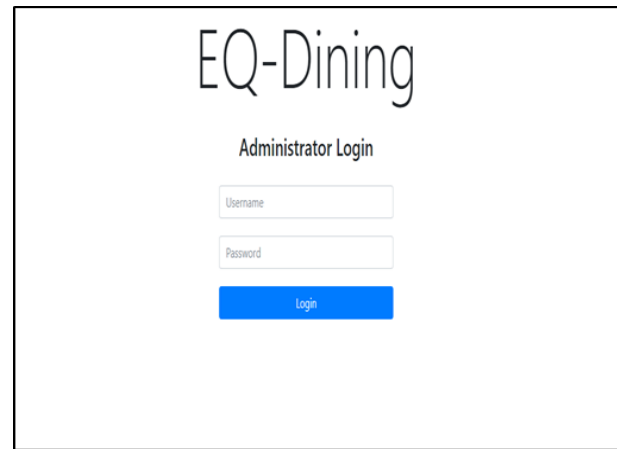 EQ-Dining
Administrator Login
Username
Password
Login